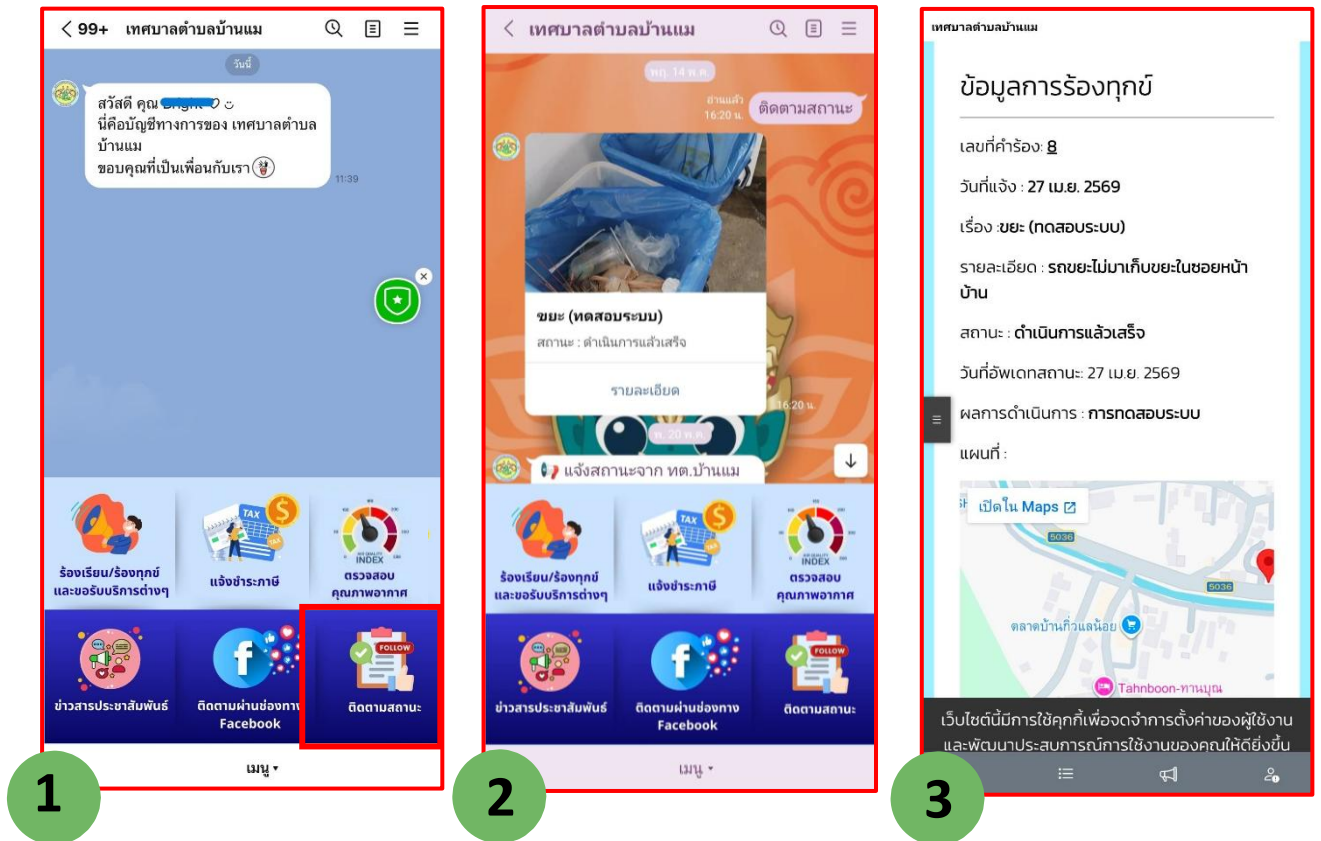 99+ เทศบาลตำบลบ้านแม
วันนี้
สวัสดี คุณ
นี่คือบัญชีทางการของ เทศบาลตำบล
บ้านแม
ขอบคุณที่เป็นเพื่อนกับเรา
11:39
TAX
TAX
AIR QUALITY
INDEX
ร้องเรียน/ร้องทุกข์
และขอรับบริการต่างๆ
แจ้งชำระภาษี
ตรวจสอบ
คุณภาพอากาศ
FOLLOW
ข่าวสารประชาสัมพันธ์
ติดตามผ่านช่องทาง
Facebook
ติดตามสถานะ
เมนู
1
เทศบาลตำบลบ้านแม
พฤ. 14 พ.ค.
อ่านแล้ว
16:20 น.
ติดตามสถานะ
ขยะ (ทดสอบระบบ)
สถานะ : ดำเนินการแล้วเสร็จ
รายละเอียด
16:20 น.
พ. 20 พ.ค.
แจ้งสถานะจาก ทต.บ้านแม
TAX
TAX
AIR QUALITY
INDEX
ร้องเรียน/ร้องทุกข์
และขอรับบริการต่างๆ
แจ้งชำระภาษี
ตรวจสอบ
คุณภาพอากาศ
FOLLOW
ข่าวสารประชาสัมพันธ์
ติดตามผ่านช่องทาง
Facebook
ติดตามสถานะ
เมนู
2
เทศบาลตำบลบ้านแม
ข้อมูลการร้องทุกข์
เลขที่คำร้อง: 8
วันที่แจ้ง : 27 เม.ย. 2569
เรื่อง :ขยะ (ทดสอบระบบ)
รายละเอียด : รถขยะไม่มาเก็บขยะในซอยหน้า
บ้าน
สถานะ : ดำเนินการแล้วเสร็จ
วันที่อัพเดทสถานะ: 27 เม.ย. 2569
ผลการดำเนินการ : การทดสอบระบบ
แผนที่ :
เปิดใน Maps
5036
5036
ตลาดบ้านกิ่วแลน้อย
Tahnboon-ทานบุญ
เว็บไซต์นี้มีการใช้คุกกี้เพื่อจดจำการตั้งค่าของผู้ใช้งาน
และพัฒนาประสบการณ์การใช้งานของคุณให้ดียิ่งขึ้น
3